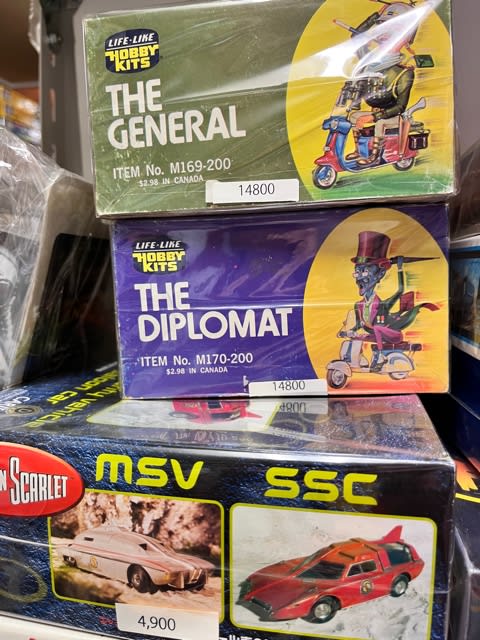 LIFE-LIKE
HOBBY
KITS
THE
GENERAL
ITEM No. M169-200
$2.98 IN CANADA
14800
LIFE-LIKE
HOBBY
KITS
THE
DIPLOMAT
ITEM No. M170-200
$2.98 IN CANADA
14800
N SCARLET
MSV
SSC
4,900